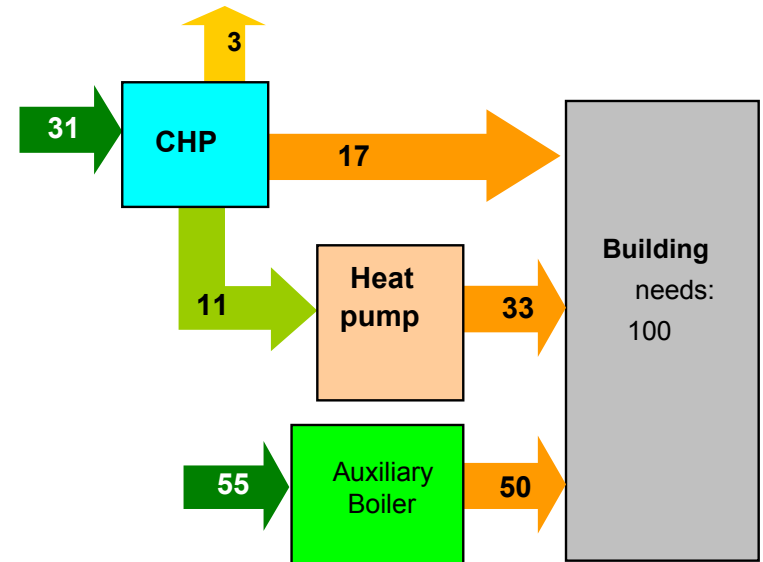 3
31
CHP
17
Building
needs:
100
Heat
pump
11
33
55
Auxiliary
Boiler
50